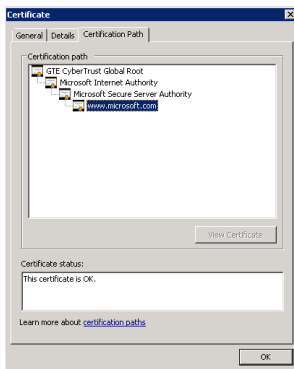 Certificate
General Details Certification Path
Certification path
GTE CyberTrust Global Root
Microsoft Internet Authority
Microsoft Secure Server Authority
www.microsoft.com
View Certificate
Certificate status:
This certificate is OK.
Learn more about certification paths
OK